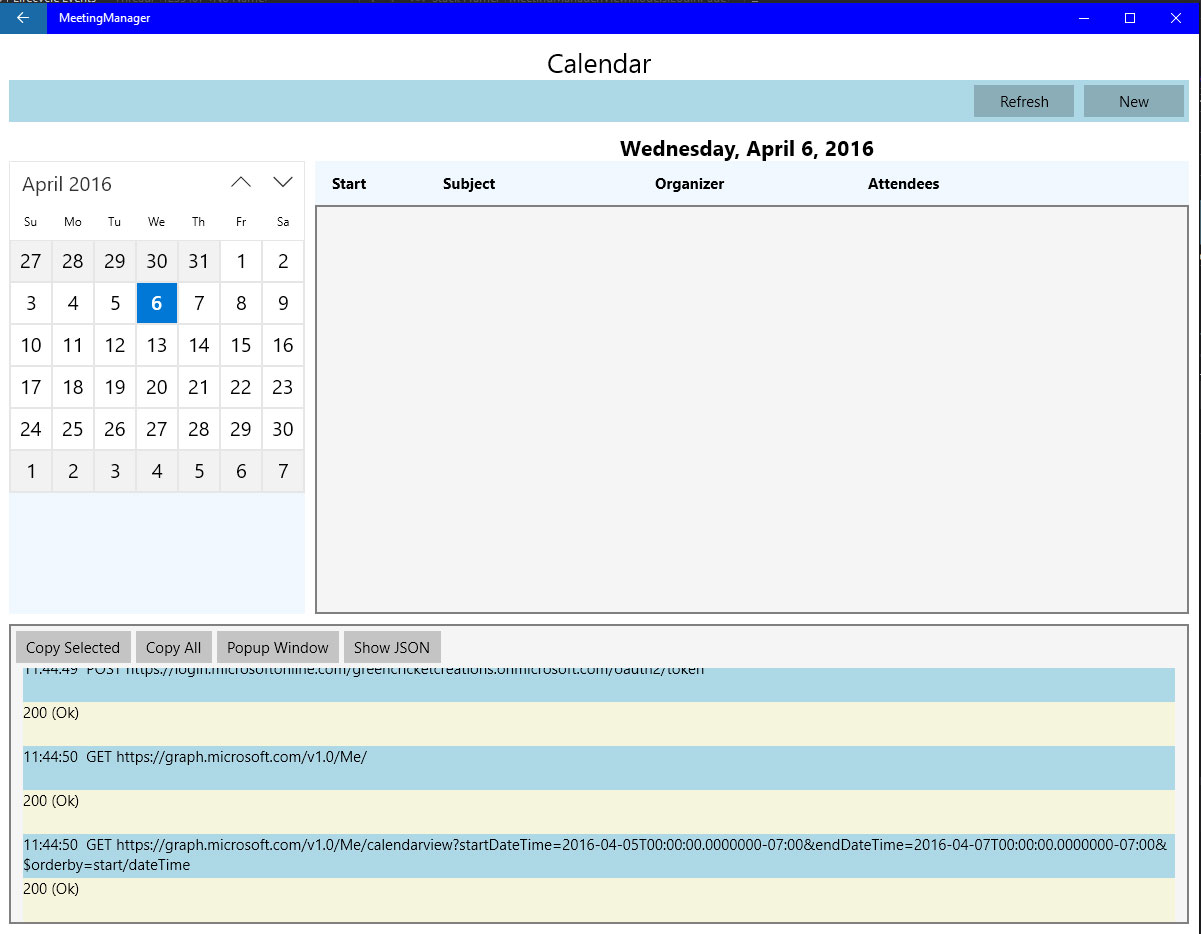 MeetingManager
Calendar
Refresh New
Wednesday, April 6, 2016
April 2016
Start Subject Organizer Attendees
Su Mo Tu We Th Fr Sa
27 28 29 30 31 1 2
3 4 5 6 7 8 9
10 11 12 13 14 15 16
17 18 19 20 21 22 23
24 25 26 27 28 29 30
1 2 3 4 5 6 7
Copy Selected Copy All Popup Window Show JSON
11:44:49 POST https://login.microsoftonline.com/greencricketcreations.onmicrosoft.com/oauth2/token
200 (Ok)
11:44:50 GET https://graph.microsoft.com/v1.0/Me/
200 (Ok)
11:44:50 GET https://graph.microsoft.com/v1.0/Me/calendarview?startDateTime=2016-04-05T00:00:00.0000000-07:00&endDateTime=2016-04-07T00:00:00.0000000-07:00&
$orderby=start/dateTime
200 (Ok)